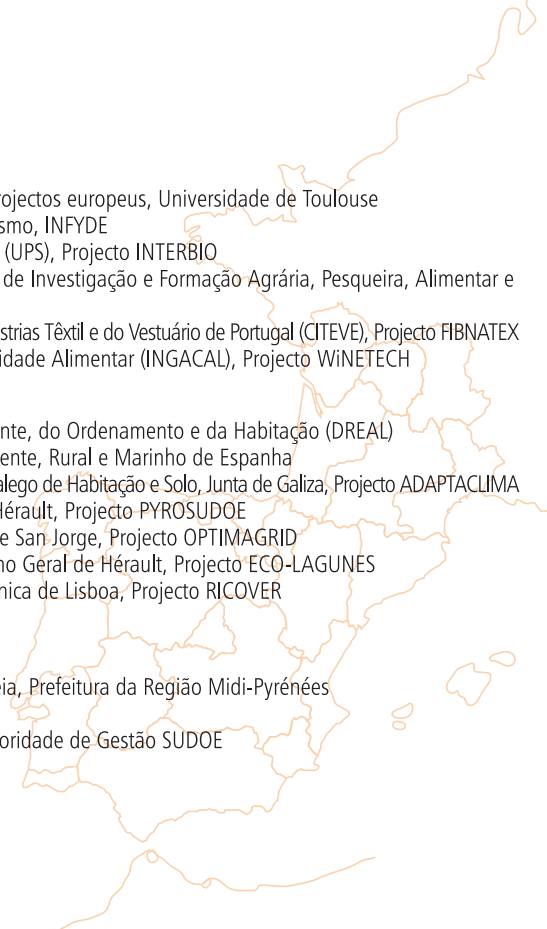 rojectos europeus, Universidade de Toulouse
smo, INFYDE
(UPS), Projecto INTERBIO
de Investigação e Formação Agrária, Pesqueira, Alimentar e
strias Têxtil e do Vestuário de Portugal (CITEVE), Projecto FIBNATEX
idade Alimentar (INGACAL), Projecto WiNETECH
nte, do Ordenamento e da Habitação (DREAL)
ente, Rural e Marinho de Espanha
alego de Habitação e Solo, Junta de Galiza, Projecto ADAPTACLIMA
Hérault, Projecto PYROSUDOE
e San Jorge, Projecto OPTIMAGRID
ho Geral de Hérault, Projecto ECO-LAGUNES
nica de Lisboa, Projecto RICOVER
ia, Prefeitura da Região Midi-Pyrénées
oridade de Gestão SUDOE